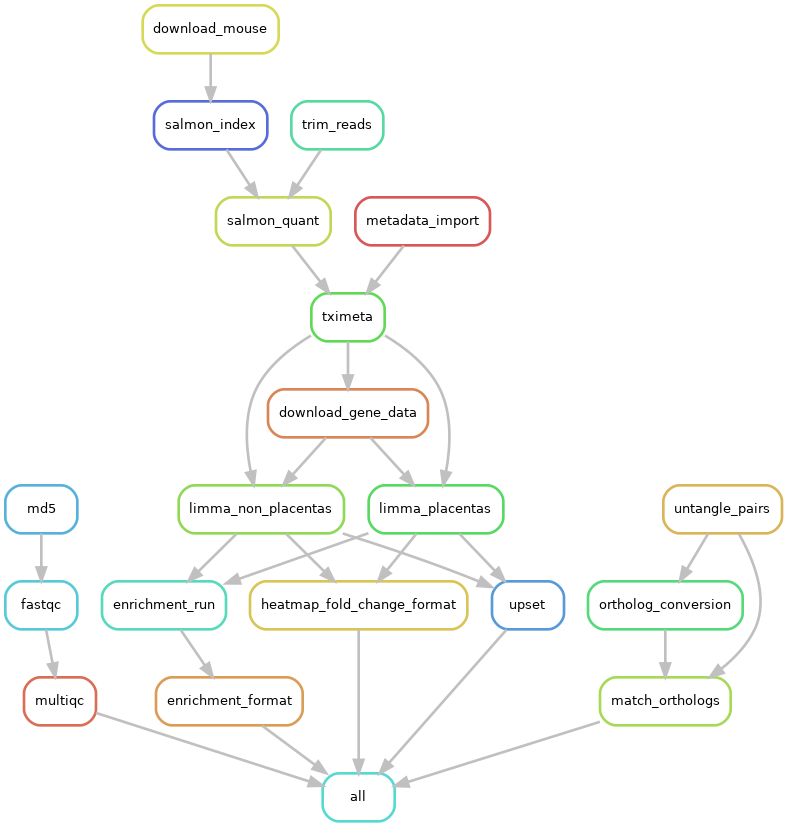 download_mouse
salmon_index
trim_reads
salmon_quant
metadata_import
tximeta
download_gene_data
md5
limma_non_placentas
limma_placentas
untangle_pairs
fastqc
enrichment_run
heatmap_fold_change_format
upset
ortholog_conversion
multiqc
enrichment_format
match_orthologs
all